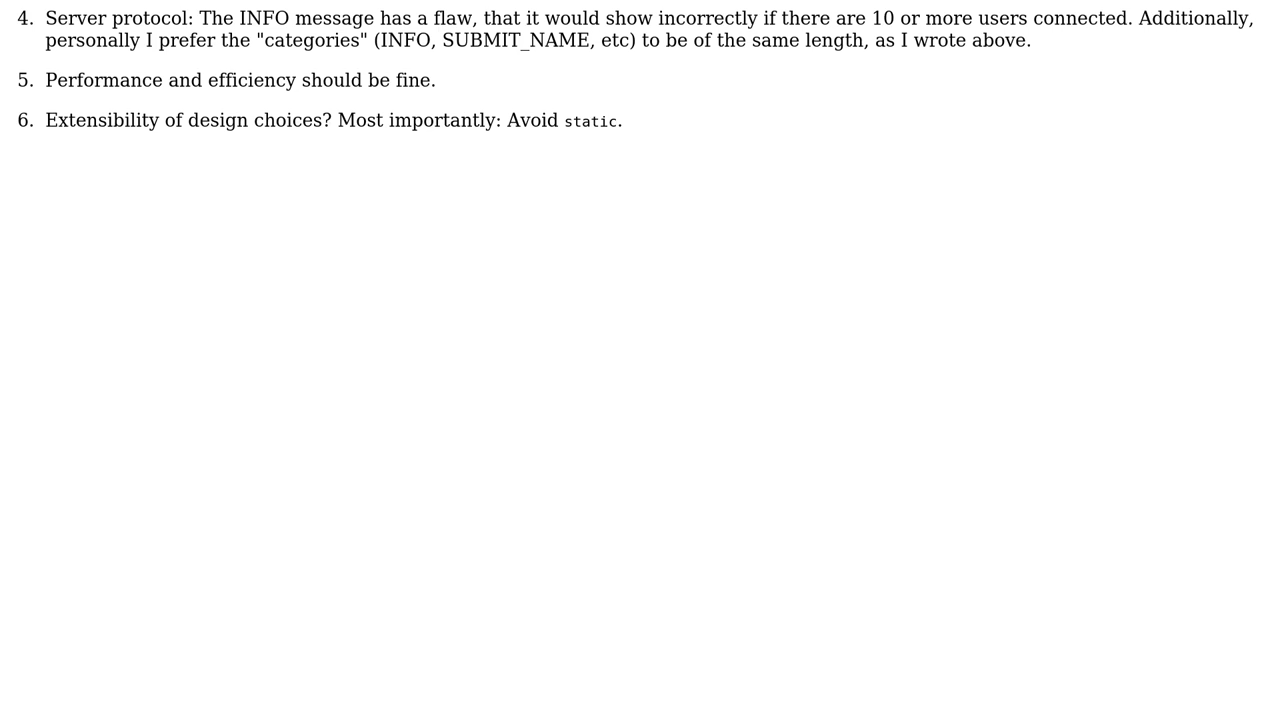 4. Server protocol: The INFO message has a flaw, that it would show incorrectly if there are 10 or more users connected. Additionally,
personally I prefer the "categories" (INFO, SUBMIT_NAME, etc) to be of the same length, as I wrote above.
5. Performance and efficiency should be fine.
6. Extensibility of design choices? Most importantly: Avoid static.